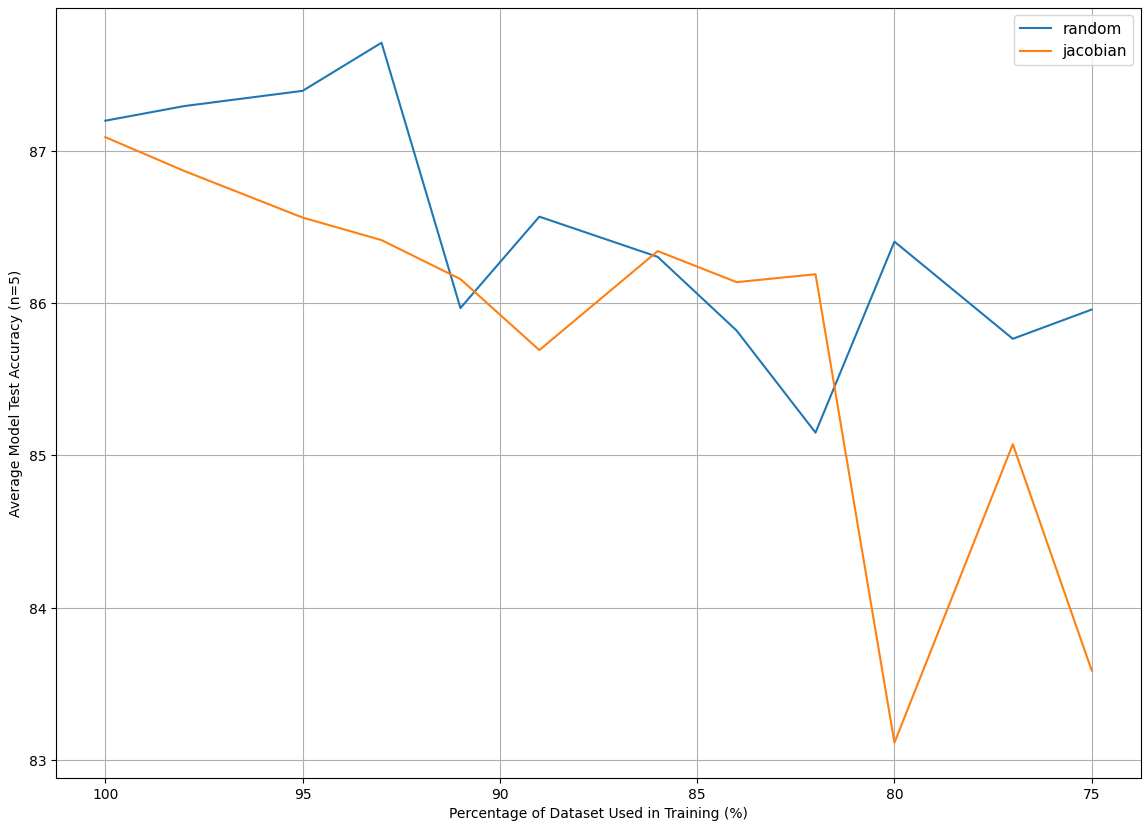 random
jacobian
87
86
85
84
83
Average Model Test Accuracy (n=5)
100
95
90
85
80
75
Percentage of Dataset Used in Training (%)